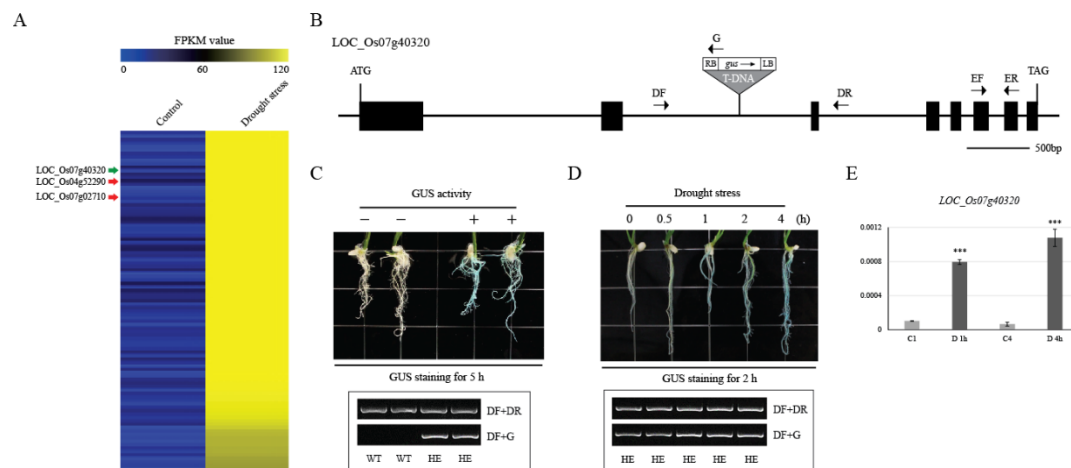 A
FPKM value
0 60 120
Control
Drought stress
LOC_Os07g40320
LOC_Os04g52290
LOC_Os07g02710
B
LOC_Os07g40320
ATG
G
RB gus LB
T-DNA
DF
DR
EF ER
TAG
500bp
C
GUS activity
− − + +
GUS staining for 5 h
DF+DR
DF+G
WT WT HE HE
D
Drought stress
0 0.5 1 2 4 (h)
GUS staining for 2 h
DF+DR
DF+G
HE HE HE HE HE
E
LOC_Os07g40320
0.0012
0.0008
0.0004
0
***
***
C1 D 1h C4 D 4h